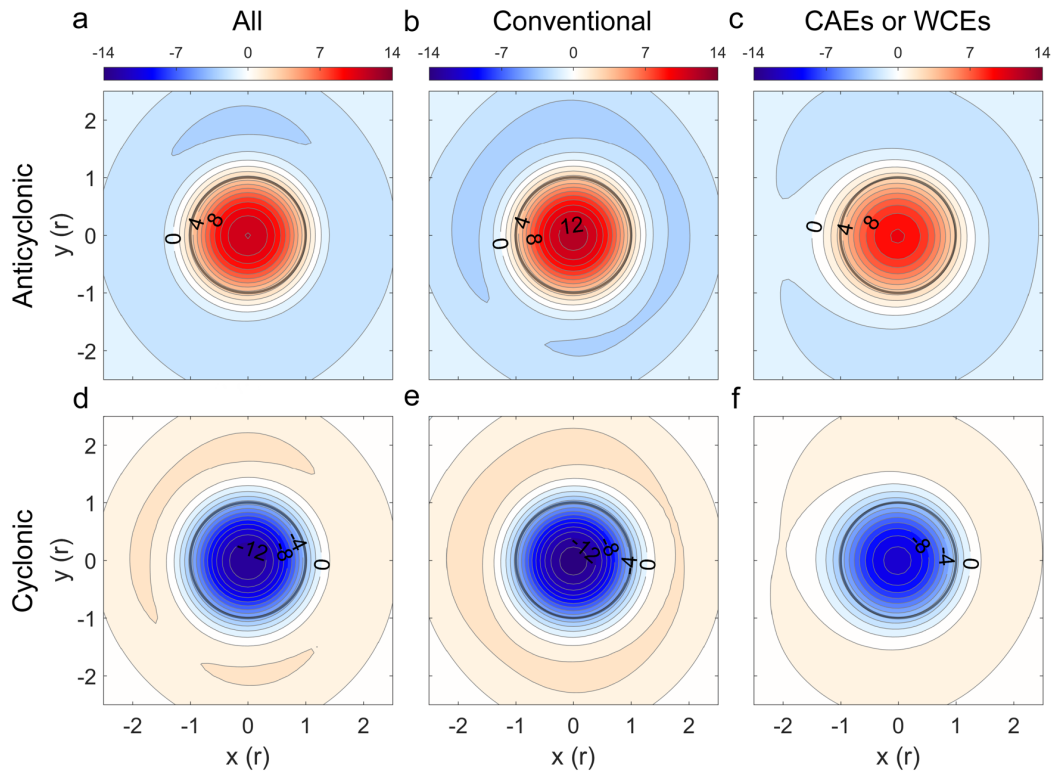 a All b Conventional c CAEs or WCEs
-14 -7 0 7 14 -14 -7 0 7 14 -14 -7 0 7 14
Anticyclonic
y (r)
2
1
0
-1
-2
0 4 8
0 4 8 12
0 4 8
d e f
Cyclonic
y (r)
2
1
0
-1
-2
-12 -8 -4 0
-12 -8 -4 0
-8 -4 0
-2 -1 0 1 2 -2 -1 0 1 2 -2 -1 0 1 2
x (r) x (r) x (r)